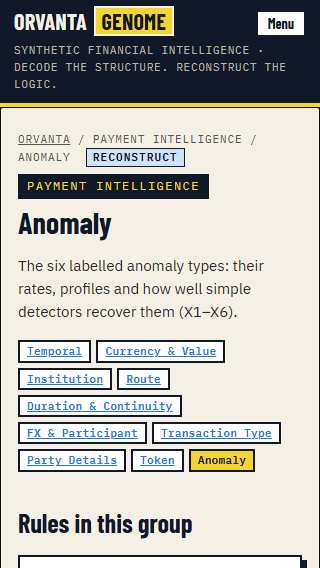 ORVANTA GENOME
Menu
SYNTHETIC FINANCIAL INTELLIGENCE ·
DECODE THE STRUCTURE. RECONSTRUCT THE
LOGIC.
ORVANTA / PAYMENT INTELLIGENCE /
ANOMALY RECONSTRUCT
PAYMENT INTELLIGENCE
Anomaly
The six labelled anomaly types: their
rates, profiles and how well simple
detectors recover them (X1–X6).
Temporal Currency & Value
Institution Route
Duration & Continuity
FX & Participant Transaction Type
Party Details Token Anomaly
Rules in this group